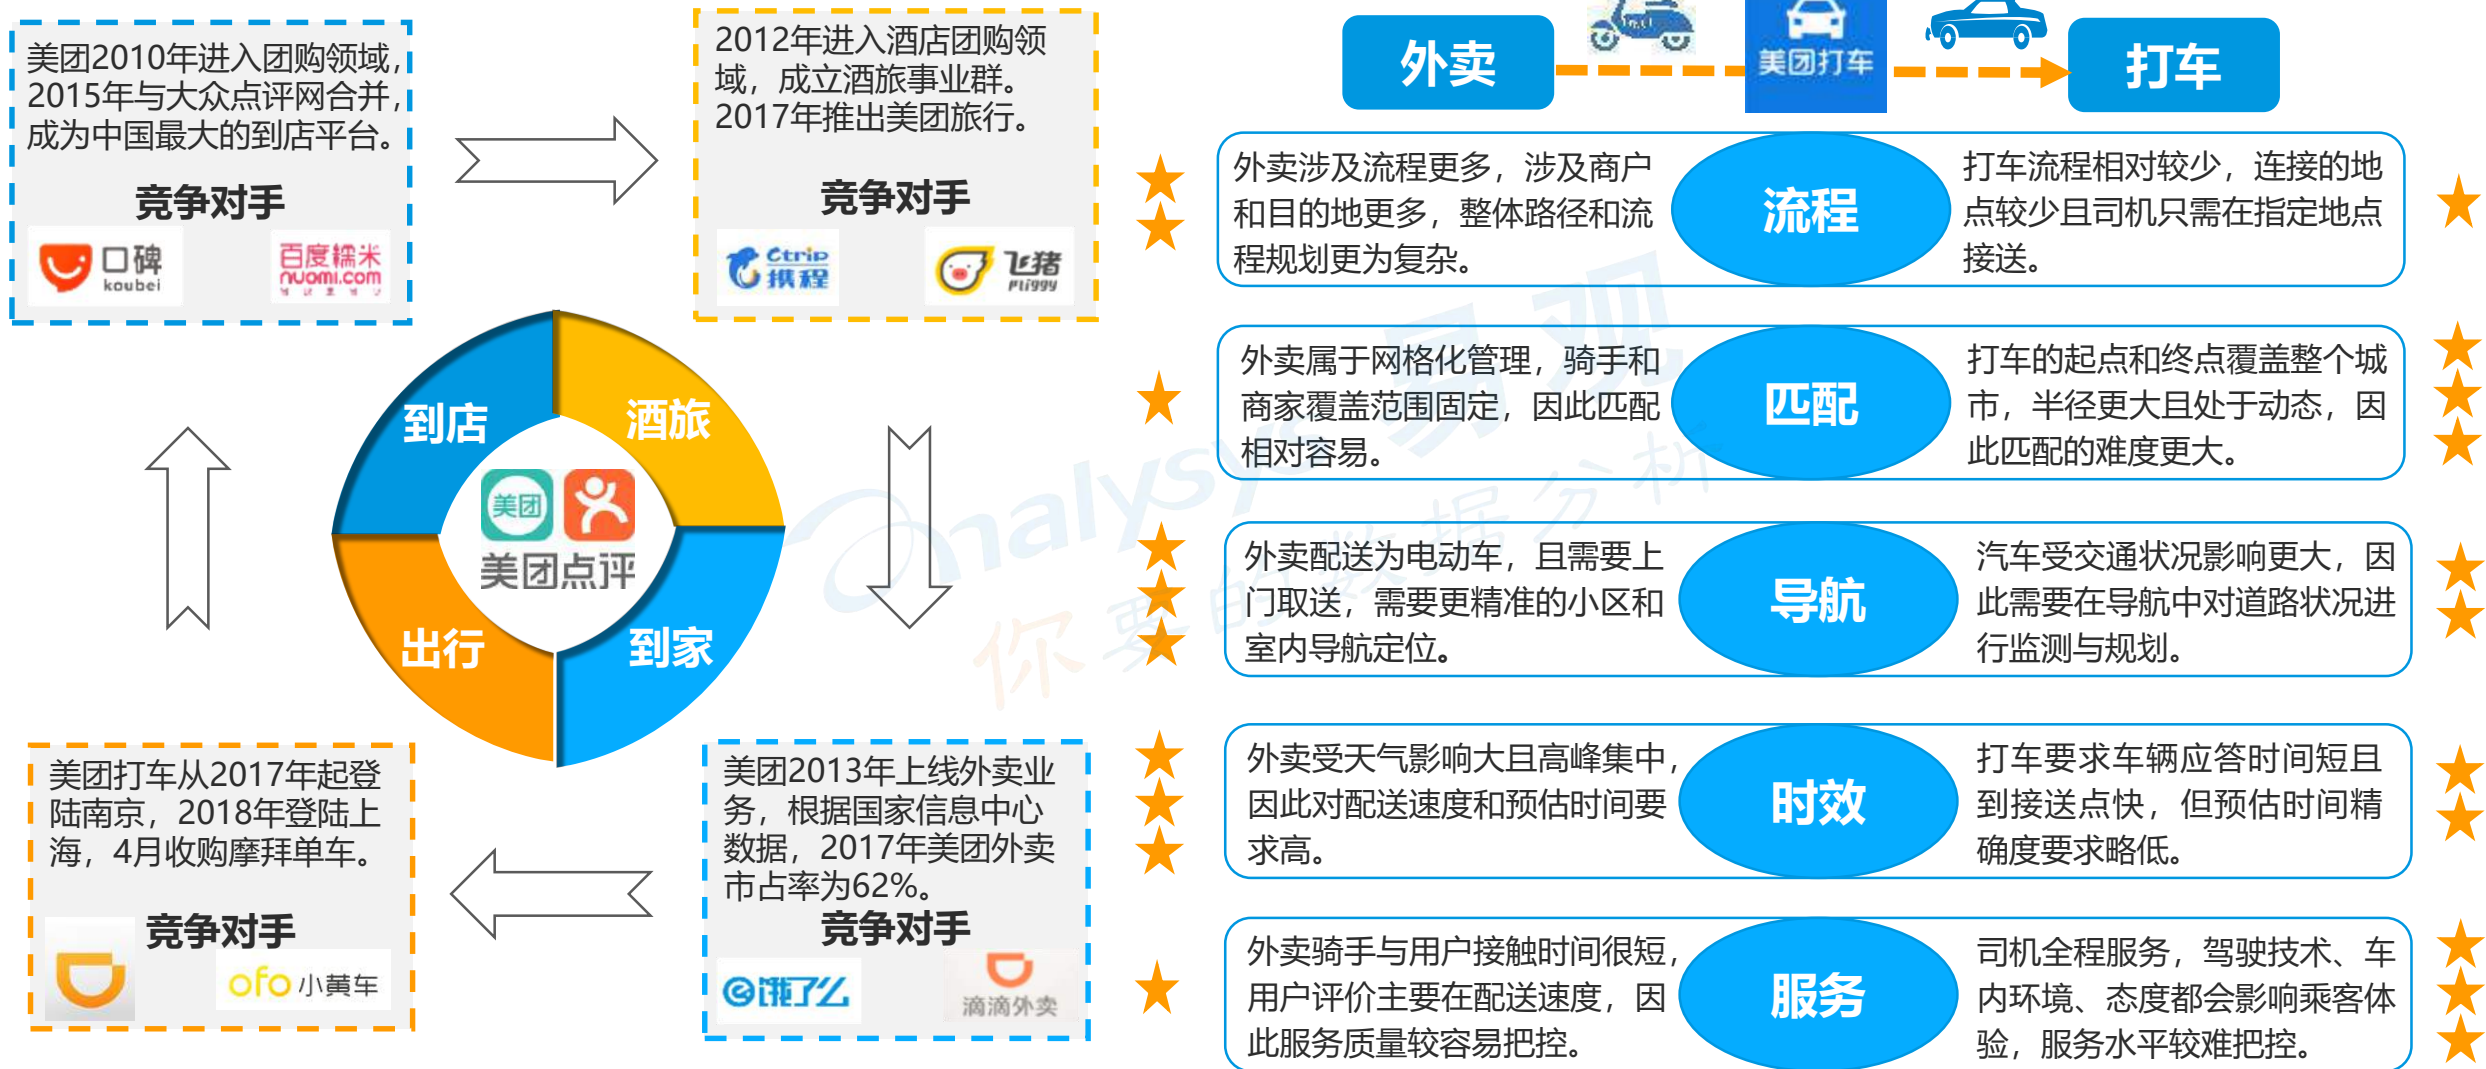 美团2010年进入团购领域，
2015年与大众点评网合并，
成为中国最大的到店平台。
竞争对手
口碑
koubei
百度糯米
nuomi.com
2012年进入酒店团购领
域，成立酒旅事业群。
2017年推出美团旅行。
竞争对手
Ctrip
携程
飞猪
Fliggy
到店
酒旅
美团
美团点评
出行
到家
美团打车从2017年起登
陆南京，2018年登陆上
海，4月收购摩拜单车。
竞争对手
ofo小黄车
美团2013年上线外卖业
务，根据国家信息中心
数据，2017年美团外卖
市占率为62%。
竞争对手
饿了么
滴滴外卖
外卖
美团打车
打车
外卖涉及流程更多，涉及商户
和目的地更多，整体路径和流
程规划更为复杂。
流程
打车流程相对较少，连接的地
点较少且司机只需在指定地点
接送。
外卖属于网格化管理，骑手和
商家覆盖范围固定，因此匹配
相对容易。
匹配
打车的起点和终点覆盖整个城
市，半径更大且处于动态，因
此匹配的难度更大。
外卖配送为电动车，且需要上
门取送，需要更精准的小区和
室内导航定位。
导航
汽车受交通状况影响更大，因
此需要在导航中对道路状况进
行监测与规划。
外卖受天气影响大且高峰集中，
因此对配送速度和预估时间要
求高。
时效
打车要求车辆应答时间短且
到接送点快，但预估时间精
确度要求略低。
外卖骑手与用户接触时间很短，
用户评价主要在配送速度，因
此服务质量较容易把控。
服务
司机全程服务，驾驶技术、车
内环境、态度都会影响乘客体
验，服务水平较难把控。
analysys 易观
你要的数据分析